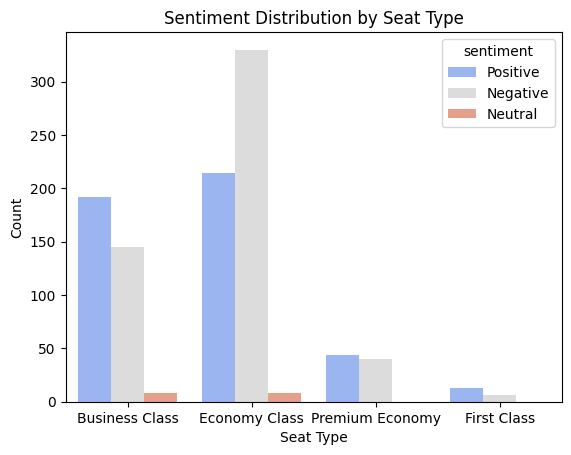 Sentiment Distribution by Seat Type
sentiment
Positive
Negative
Neutral
300
250
200
150
100
50
0
Count
Business Class
Economy Class
Premium Economy
First Class
Seat Type